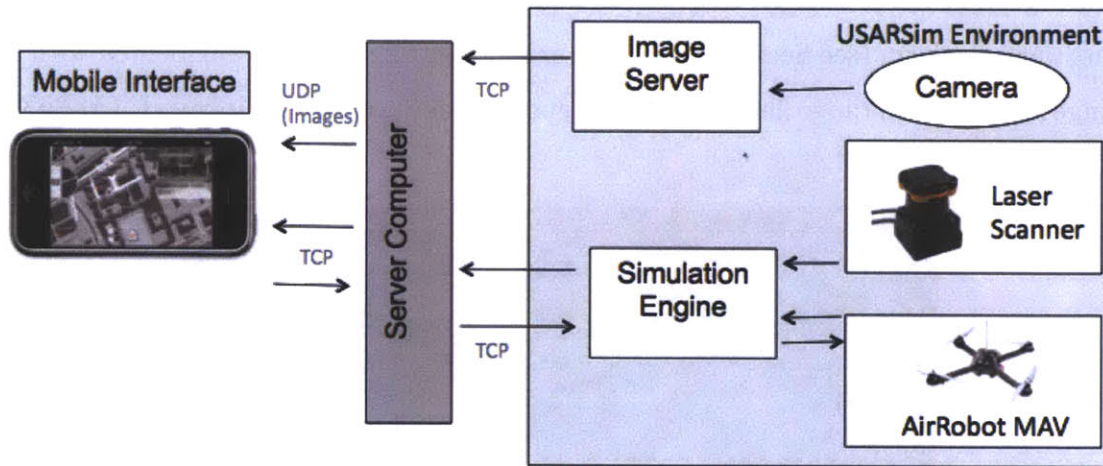 Mobile Interface
UDP
(Images)
TCP
Server Computer
TCP
TCP
USARSim Environment
Image
Server
Camera
Laser
Scanner
Simulation
Engine
AirRobot MAV